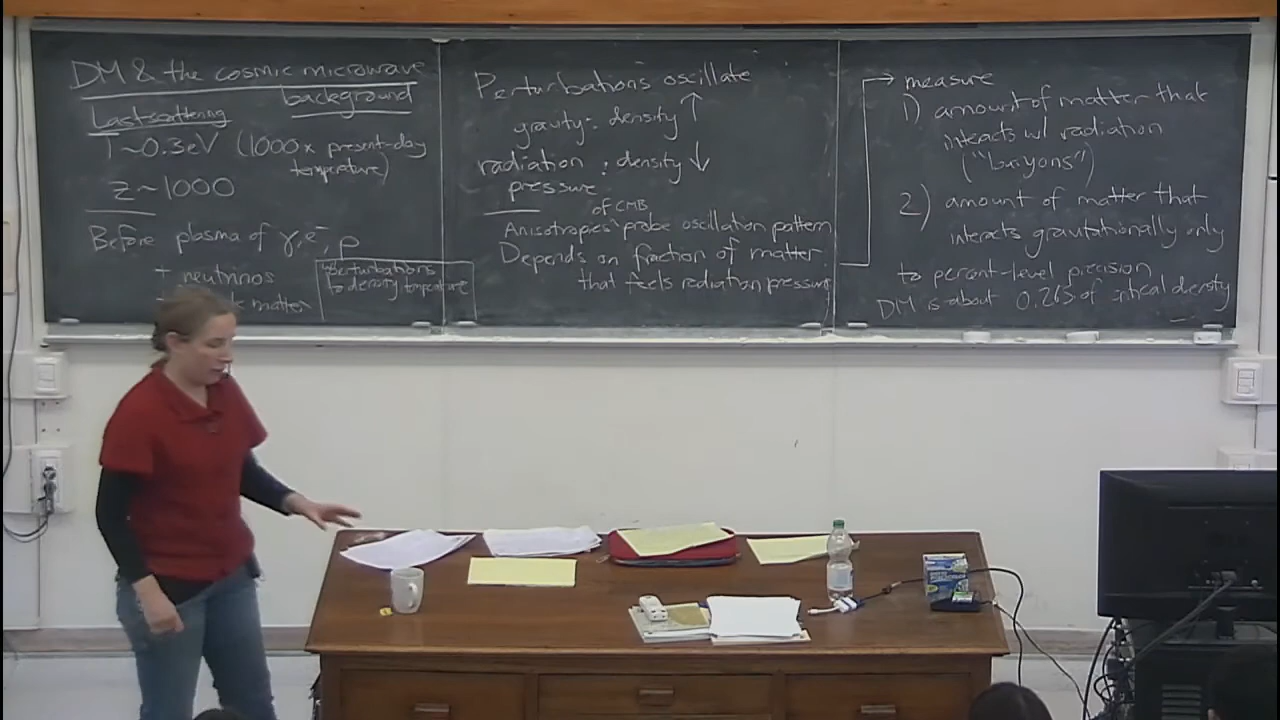 DM & the cosmic microwave
background
Last scattering
T ~ 0.3eV (1000 x present-day
temperature)
z ~ 1000
Before plasma of γ, e⁻, p
+ neutrinos
matter
Perturbations
to density temperature
Perturbations oscillate
gravity: density ↑
radiation : density ↓
pressure
of CMB
Anisotropies probe oscillation pattern
Depends on fraction of matter
that feels radiation pressure
→ measure
1) amount of matter that
interacts w/ radiation
("baryons")
2) amount of matter that
interacts gravitationally only
to percent-level precision
DM is about 0.265 of critical density